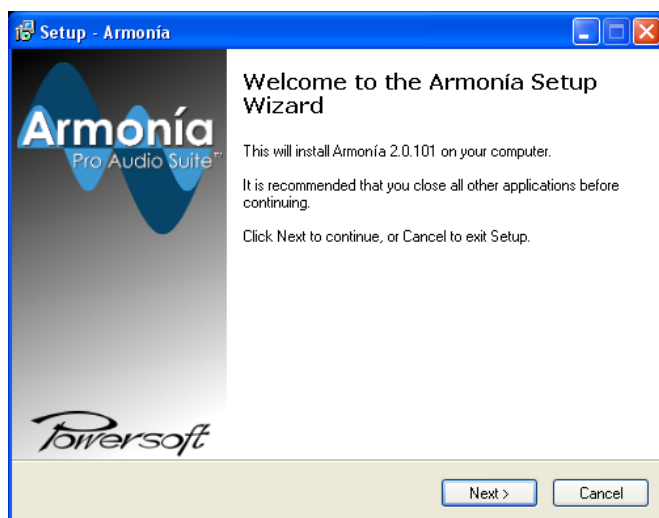 Setup - Armonía
Armonía
Pro Audio Suite™
Welcome to the Armonía Setup
Wizard
This will install Armonía 2.0.101 on your computer.
It is recommended that you close all other applications before
continuing.
Click Next to continue, or Cancel to exit Setup.
Powersoft
Next >
Cancel